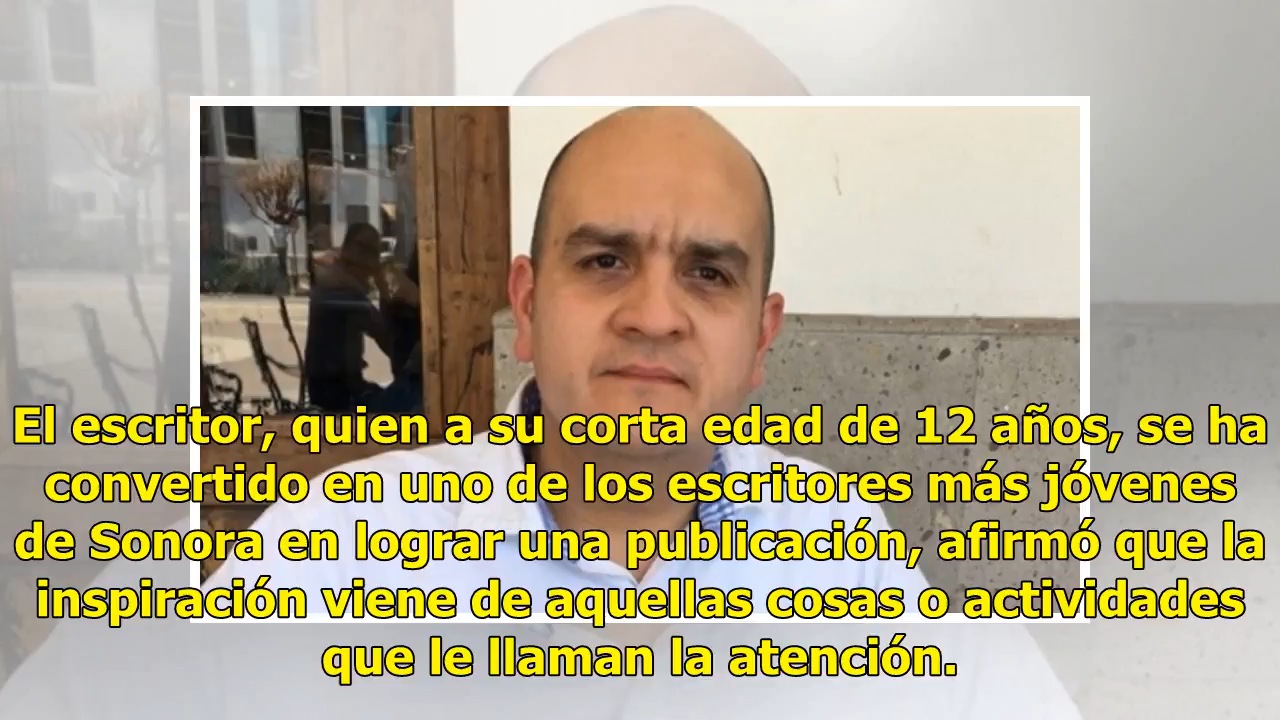 El escritor, quien a su corta edad de 12 años, se ha
convertido en uno de los escritores más jóvenes
de Sonora en lograr una publicación, afirmó que la
inspiración viene de aquellas cosas o actividades
que le llaman la atención.